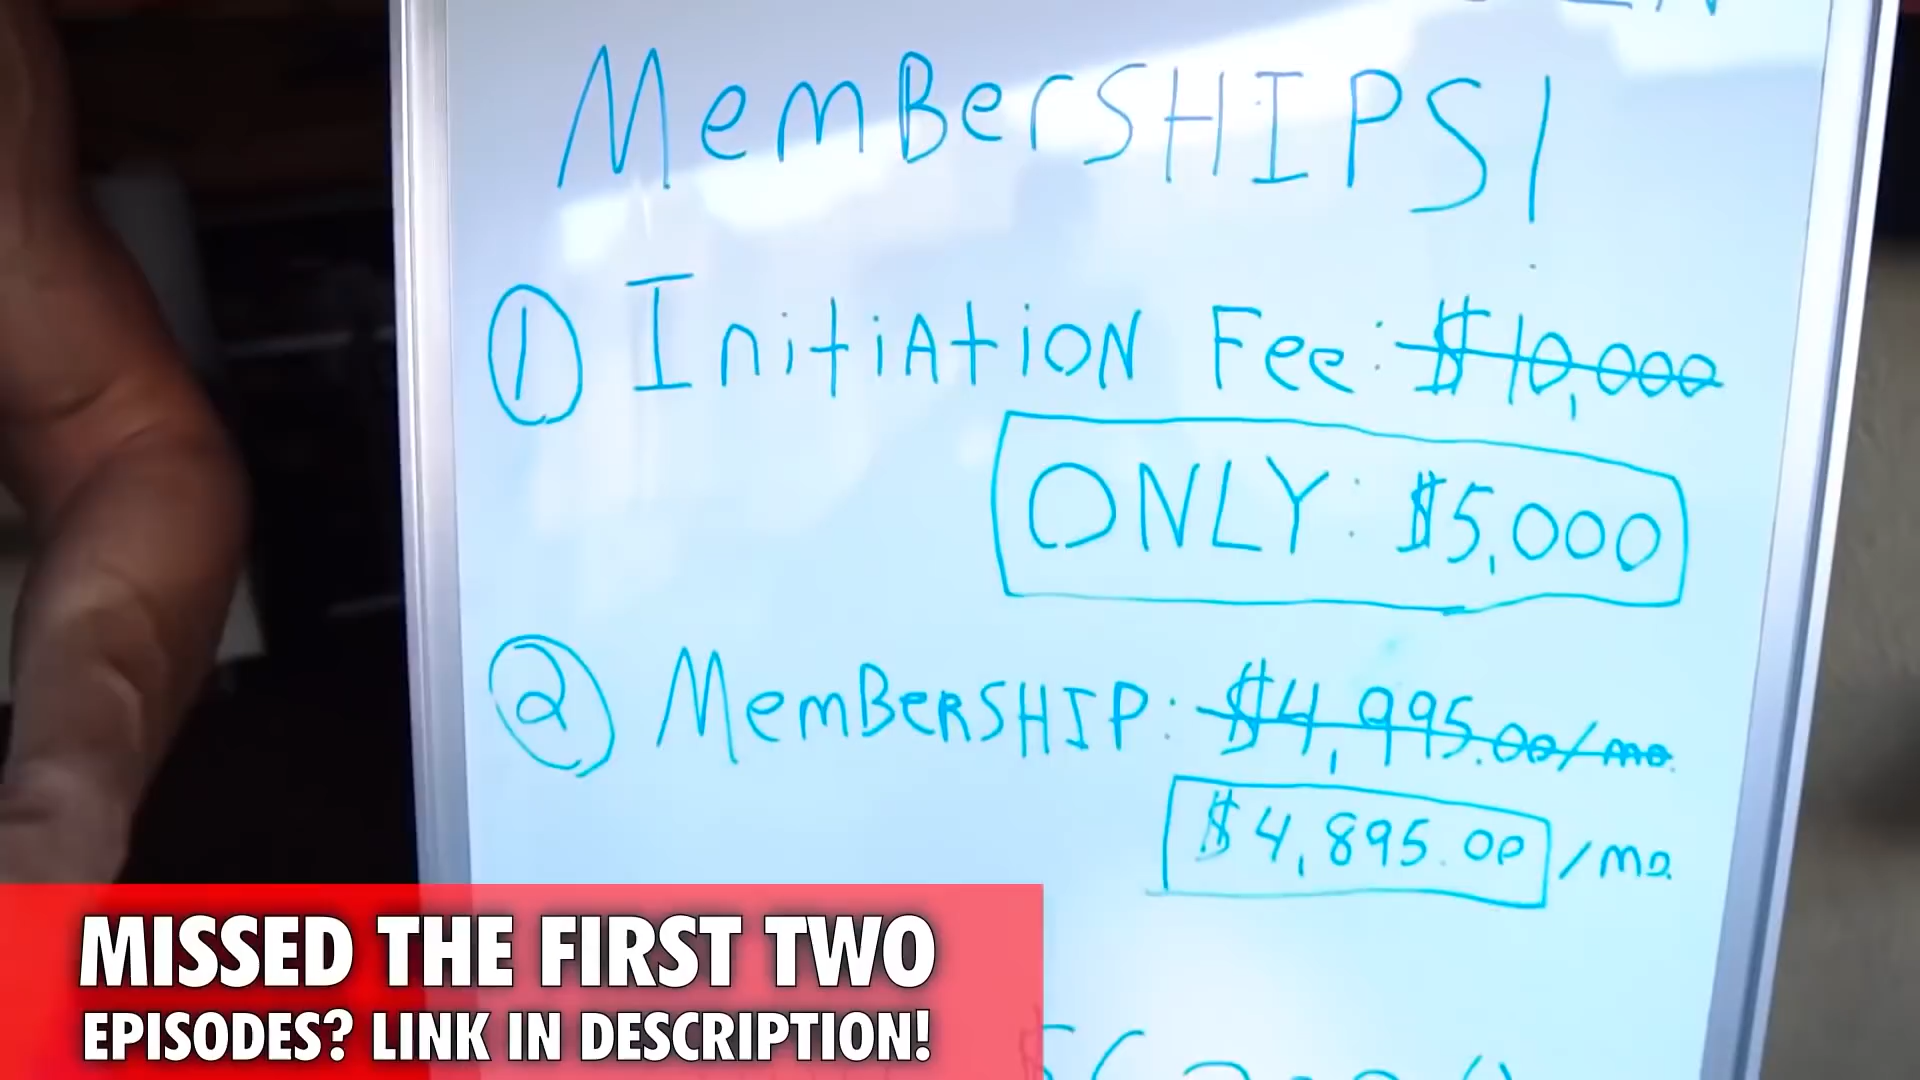 MemBerSHIPS!
① InitiAtiON Fee: $10,000
ONLY: $5,000
② MemBeRSHIP: $4,995.00/mo.
$4,895.00/mo.
MISSED THE FIRST TWO
EPISODES? LINK IN DESCRIPTION!